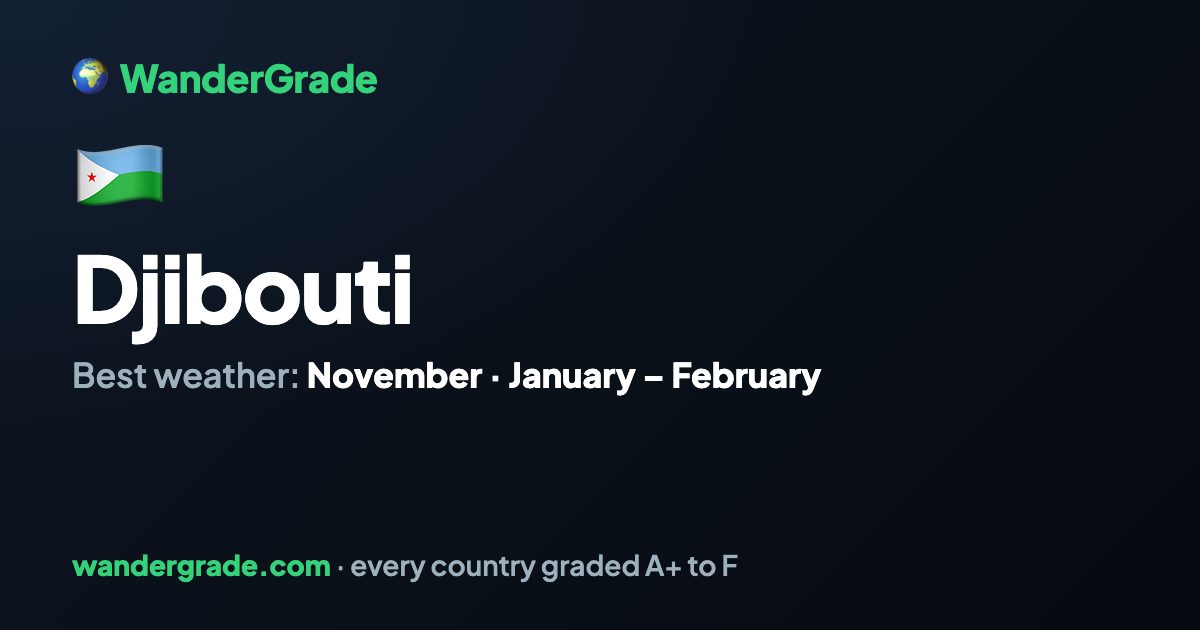 WanderGrade
Djibouti
Best weather: November · January – February
wandergrade.com · every country graded A+ to F